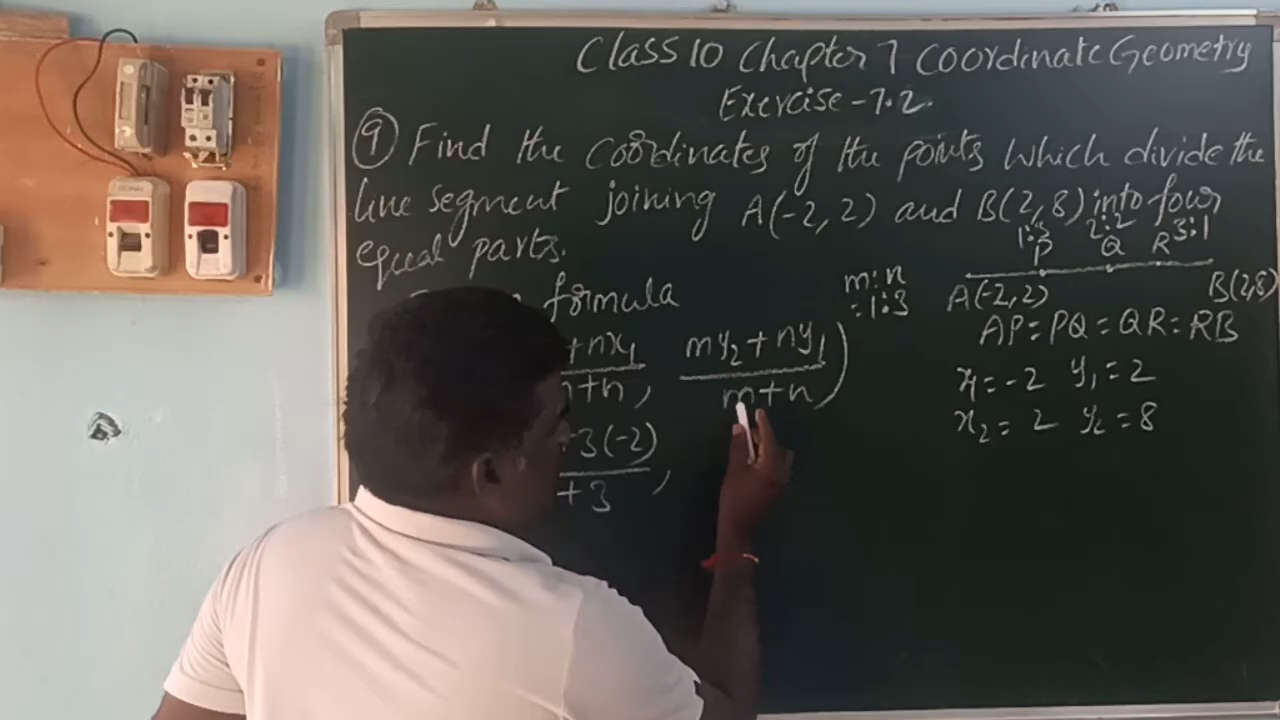 Class 10 Chapter 7 Coordinate Geometry
Exercise - 7.2.
9 Find the coordinates of the points which divide the
line segment joining A(-2, 2) and B(2, 8) into four
equal parts.
1:3 2:2 3:1
P Q R
A(-2, 2) B(2, 8)
AP = PQ = QR = RB
x₁ = -2 y₁ = 2
x₂ = 2 y₂ = 8
formula
m:n
= 1:3
+nx₁ my₂ + ny₁)
+n, m+n
3(-2)
+3 ,